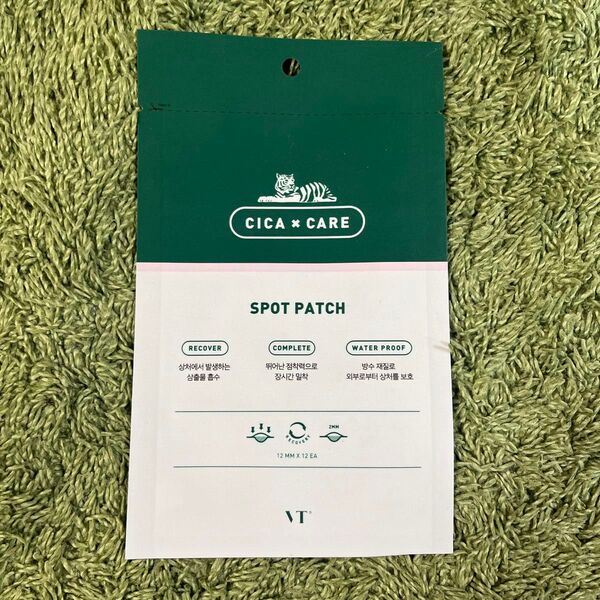 CICA × CARE
SPOT PATCH
RECOVER COMPLETE WATER PROOF
상처에서 발생하는 뛰어난 점착력으로 방수 재질로
삼출물 흡수 장시간 밀착 외부로부터 상처를 보호
2MM
RECOVERY
12 MM X 12 EA
VT®